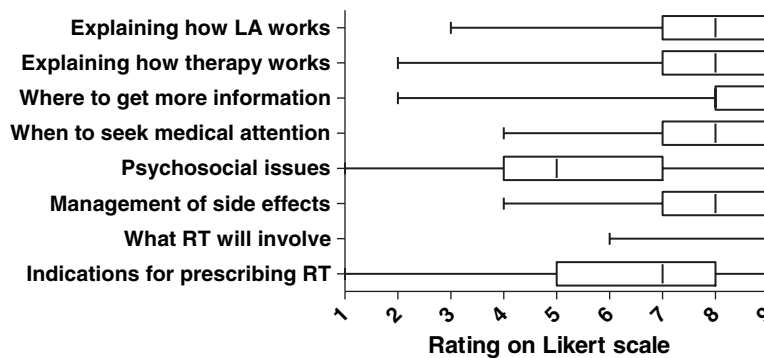 Explaining how LA works
Explaining how therapy works
Where to get more information
When to seek medical attention
Psychosocial issues
Management of side effects
What RT will involve
Indications for prescribing RT
1 2 3 4 5 6 7 8 9
Rating on Likert scale